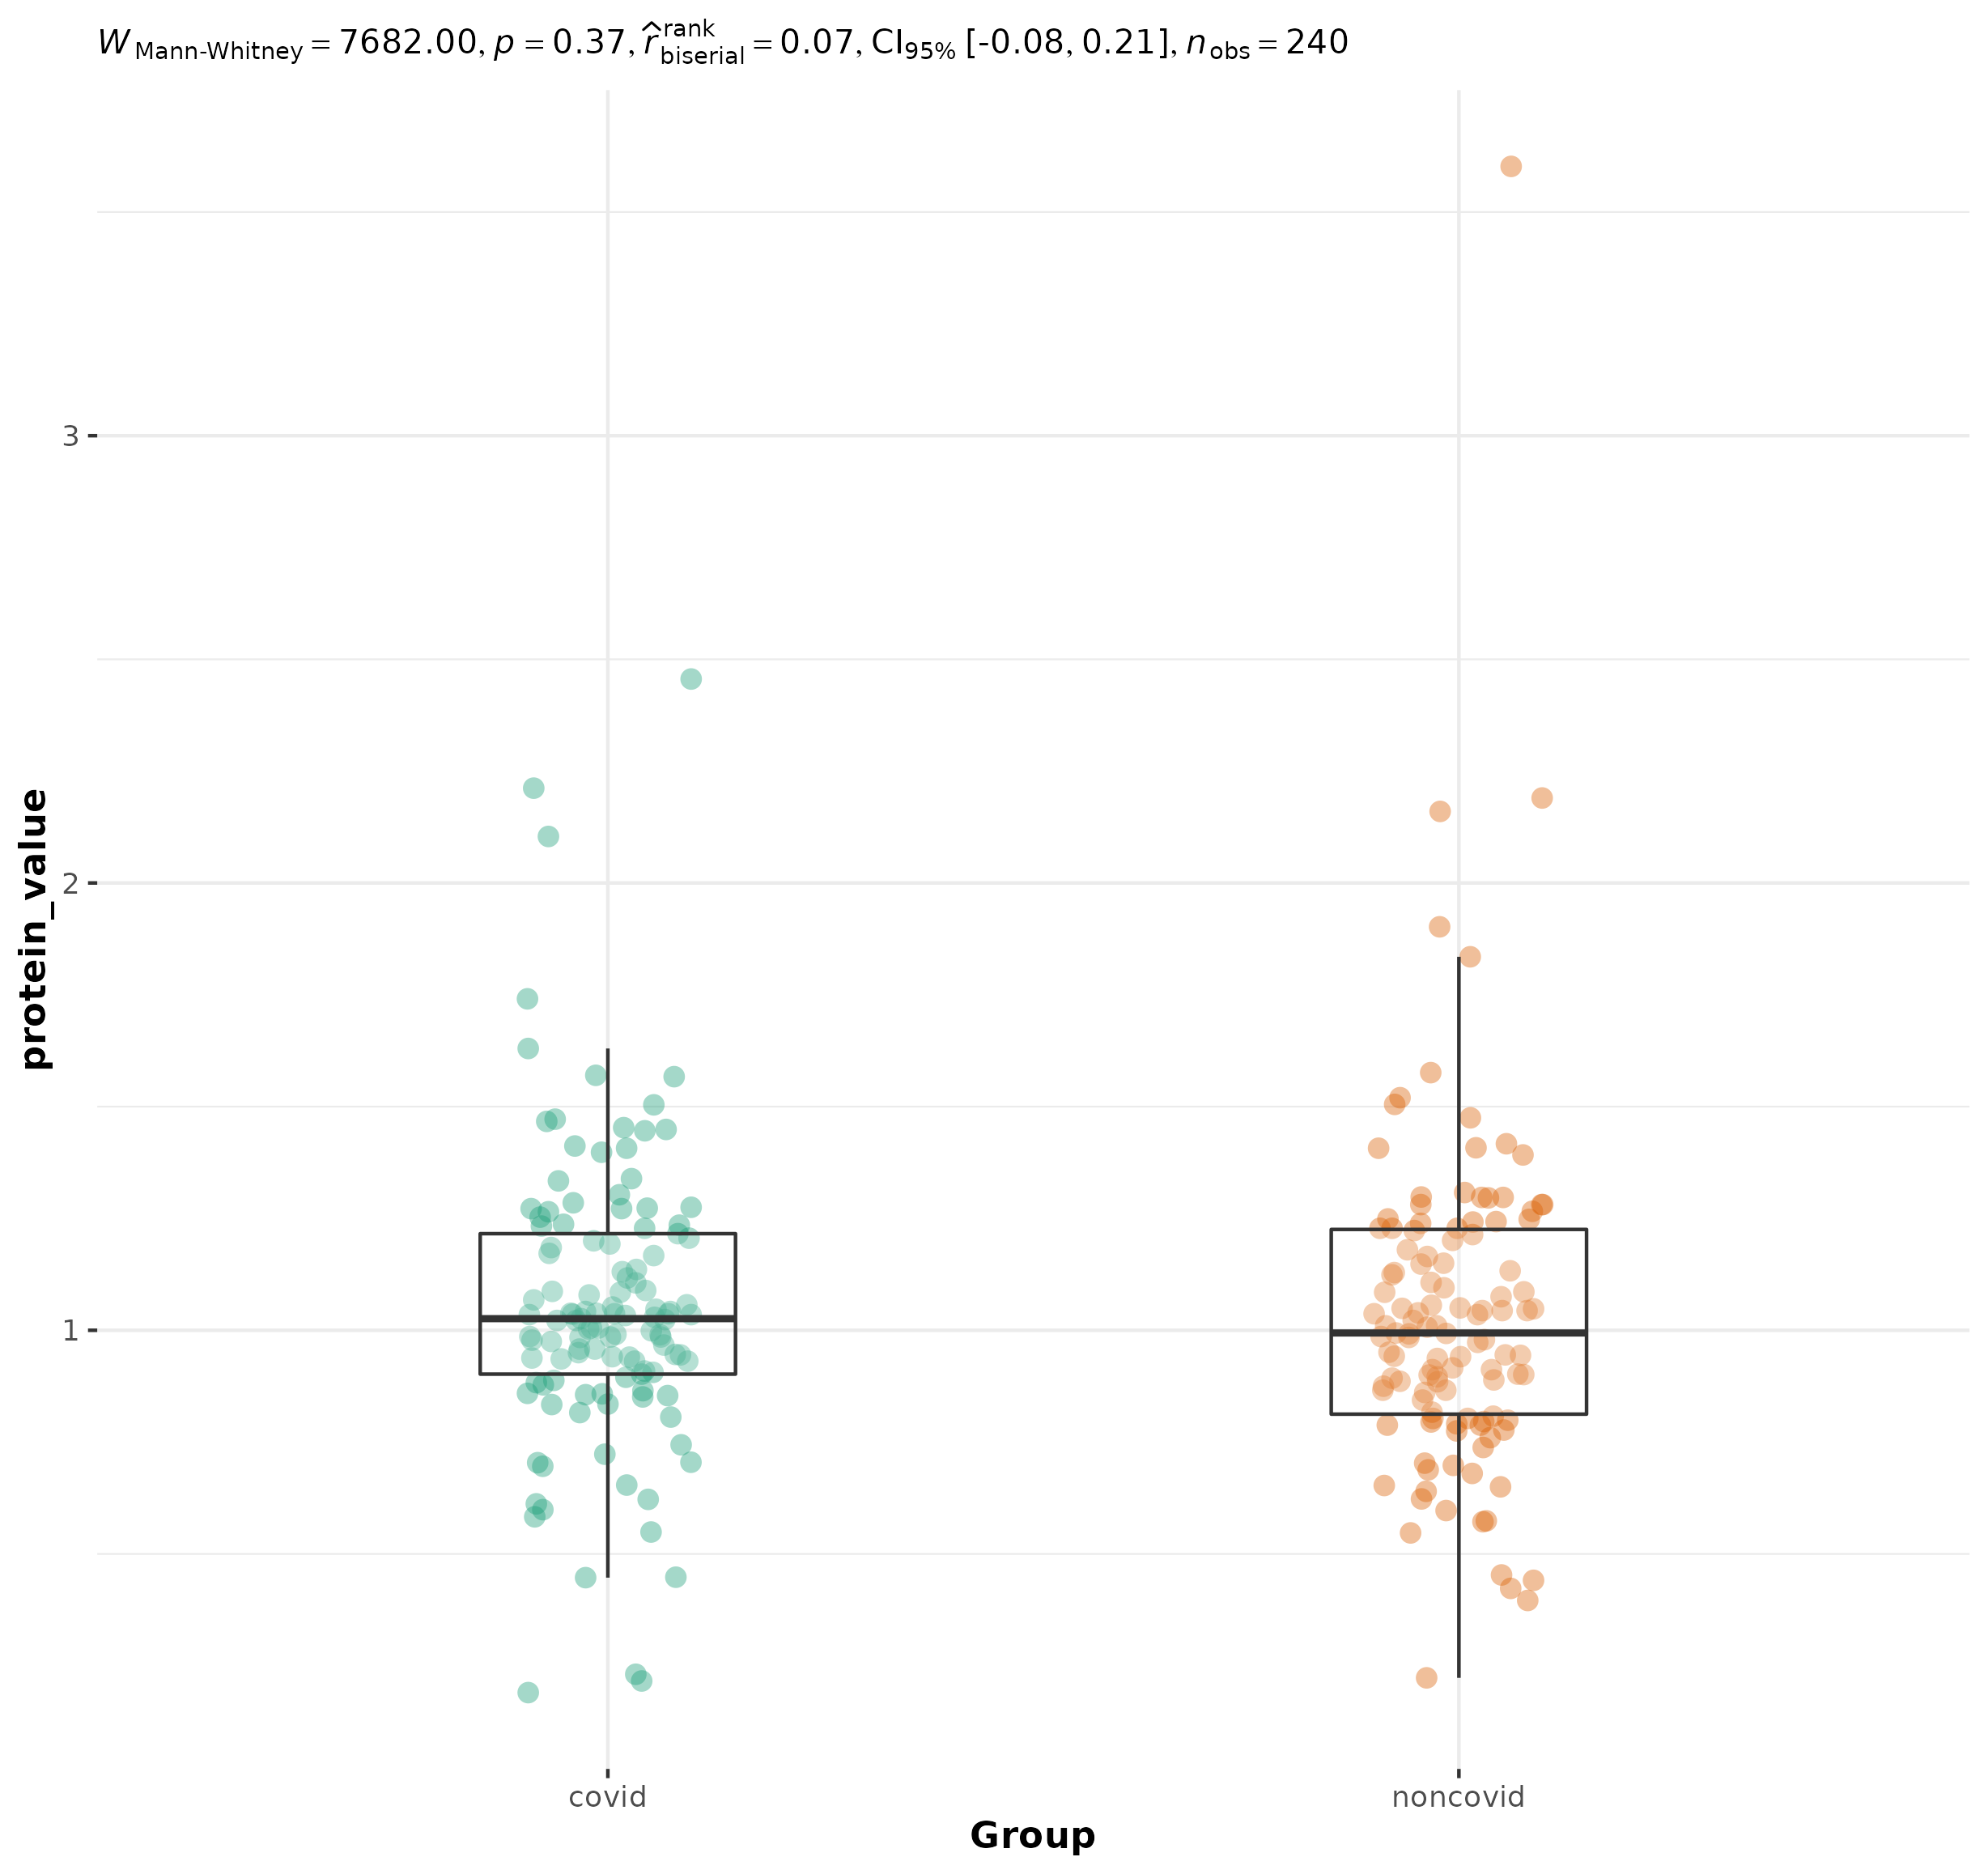 W Mann-Whitney = 7682.00, p = 0.37, r̂ rank biserial = 0.07, CI95% [-0.08, 0.21], nobs = 240
3
2
1
protein_value
covid noncovid
Group